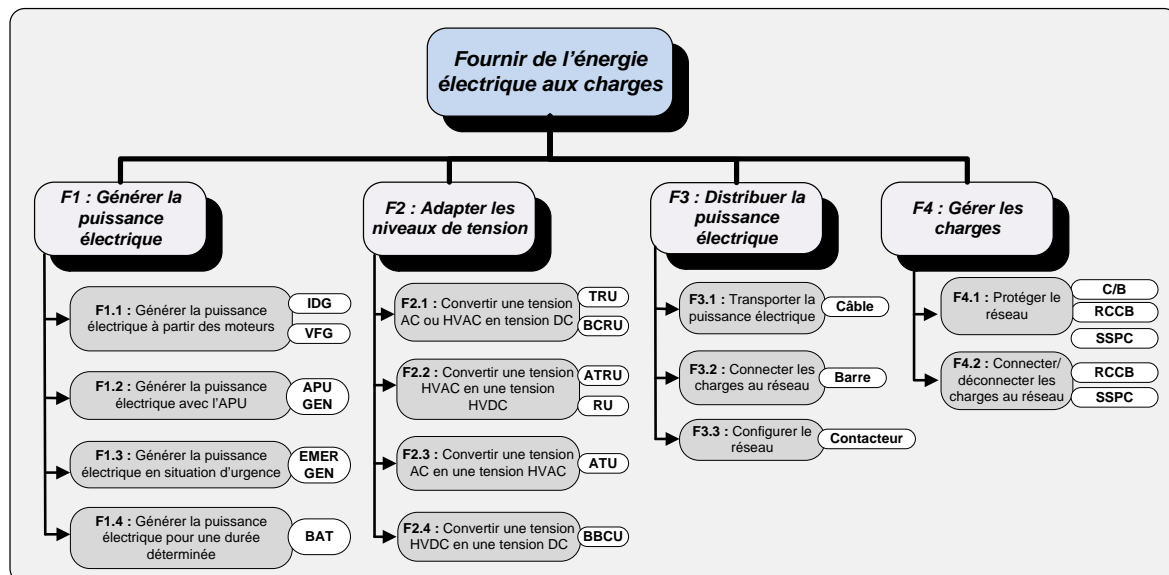 Fournir de l'énergie
électrique aux charges
F1 : Générer la
puissance
électrique
F1.1 : Générer la puissance
électrique à partir des moteurs
IDG
VFG
F1.2 : Générer la puissance
électrique avec l'APU
APU
GEN
F1.3 : Générer la puissance
électrique en situation d'urgence
EMER
GEN
F1.4 : Générer la puissance
électrique pour une durée
déterminée
BAT
F2 : Adapter les
niveaux de tension
F2.1 : Convertir une tension
AC ou HVAC en tension DC
TRU
BCRU
F2.2 : Convertir une tension
HVAC en une tension
HVDC
ATRU
RU
F2.3 : Convertir une tension
AC en une tension HVAC
ATU
F2.4 : Convertir une tension
HVDC en une tension DC
BBCU
F3 : Distribuer la
puissance
électrique
F3.1 : Transporter la
puissance électrique
Câble
F3.2 : Connecter les
charges au réseau
Barre
F3.3 : Configurer le
réseau
Contacteur
F4 : Gérer les
charges
F4.1 : Protéger le
réseau
C/B
RCCB
SSPC
F4.2 : Connecter/
déconnecter les
charges au réseau
RCCB
SSPC